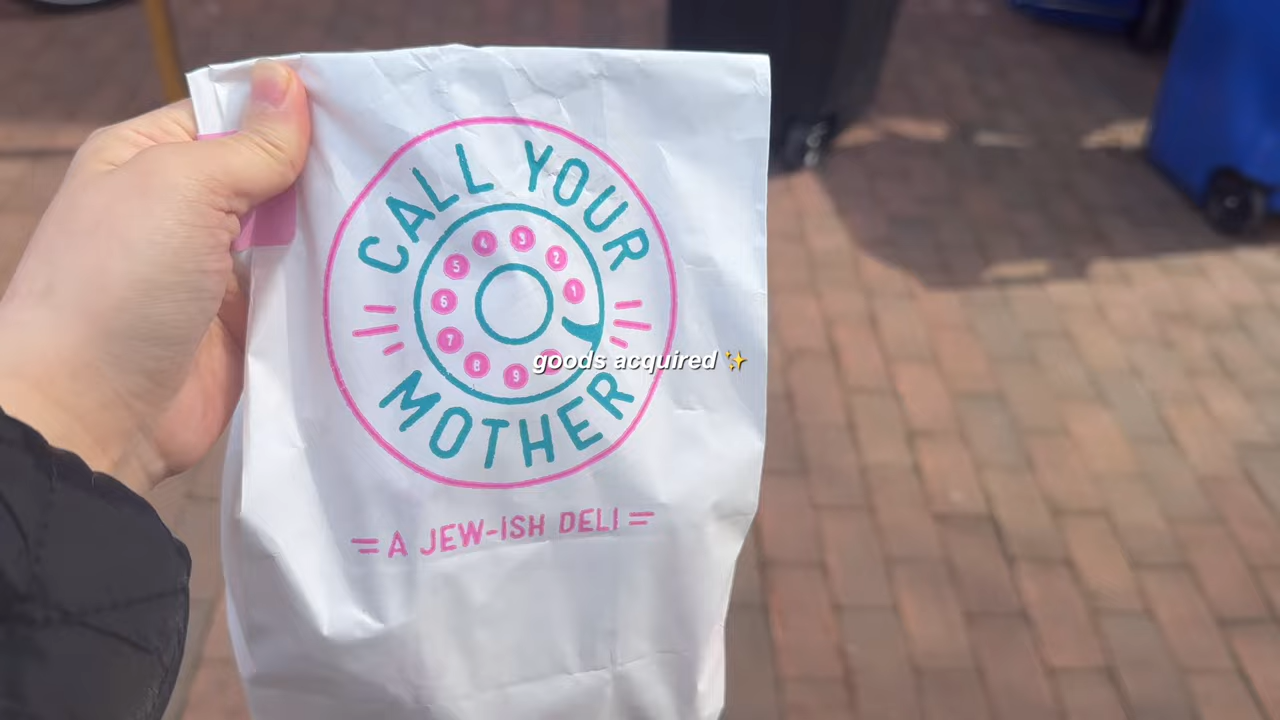 CALL YOUR
4 3 2
5 1
6
7 8 9
goods acquired ✨
MOTHER
=A JEW-ISH DELI=